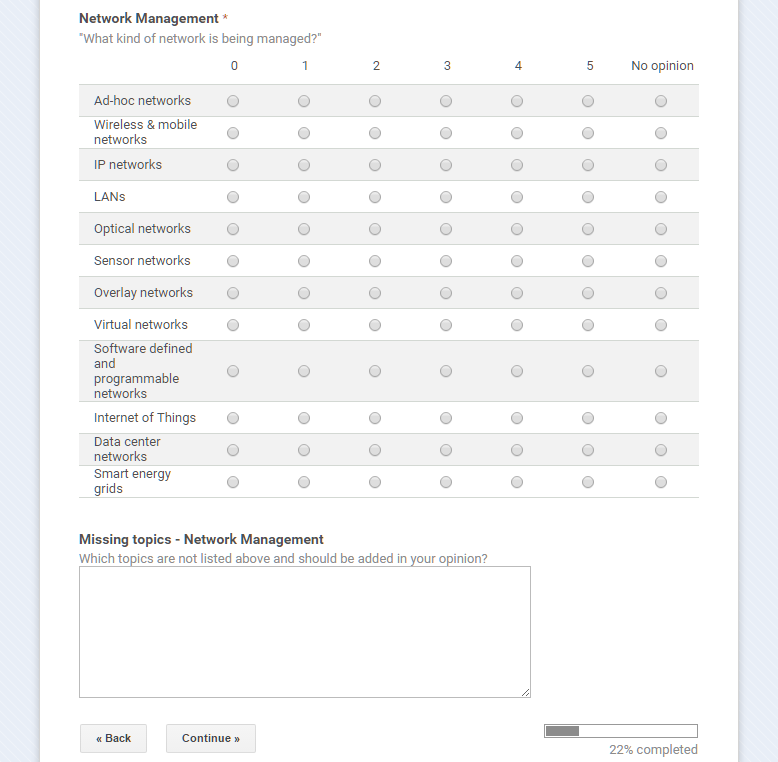 Network Management *
"What kind of network is being managed?"
0 1 2 3 4 5 No opinion
Ad-hoc networks
Wireless & mobile
networks
IP networks
LANs
Optical networks
Sensor networks
Overlay networks
Virtual networks
Software defined
and
programmable
networks
Internet of Things
Data center
networks
Smart energy
grids
Missing topics - Network Management
Which topics are not listed above and should be added in your opinion?
« Back Continue »
22% completed